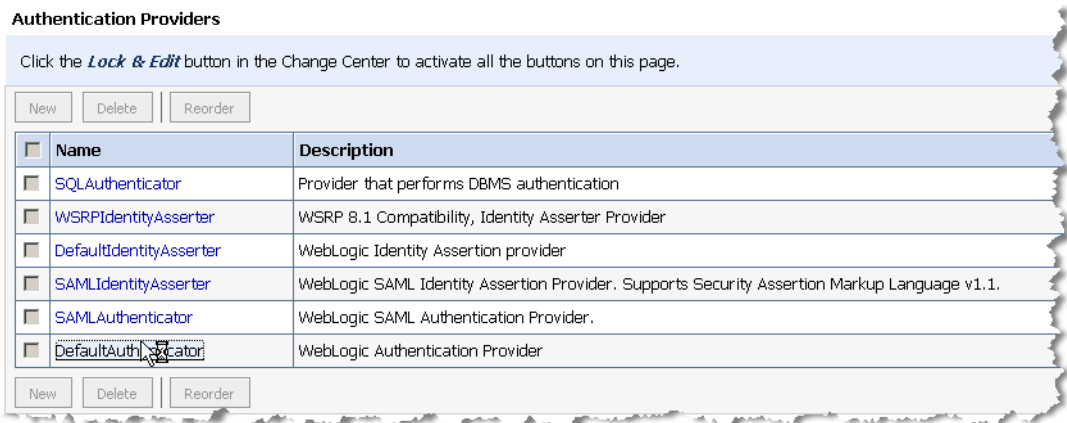 Authentication Providers
Click the Lock & Edit button in the Change Center to activate all the buttons on this page.
New Delete Reorder
Name Description
SQLAuthenticator Provider that performs DBMS authentication
WSRPIdentityAsserter WSRP 8.1 Compatibility, Identity Asserter Provider
DefaultIdentityAsserter WebLogic Identity Assertion provider
SAMLIdentityAsserter WebLogic SAML Identity Assertion Provider. Supports Security Assertion Markup Language v1.1.
SAMLAuthenticator WebLogic SAML Authentication Provider.
DefaultAuthenticator WebLogic Authentication Provider
New Delete Reorder